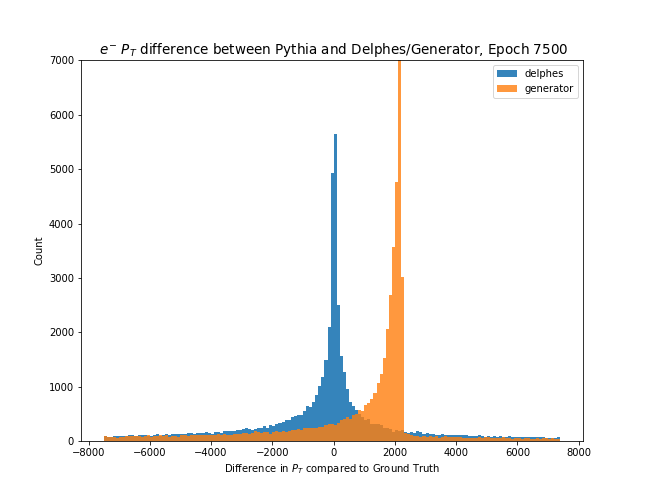 e⁻ P_T difference between Pythia and Delphes/Generator, Epoch 7500
delphes
generator
7000
6000
5000
4000
3000
2000
1000
0
Count
−8000 −6000 −4000 −2000 0 2000 4000 6000 8000
Difference in P_T compared to Ground Truth